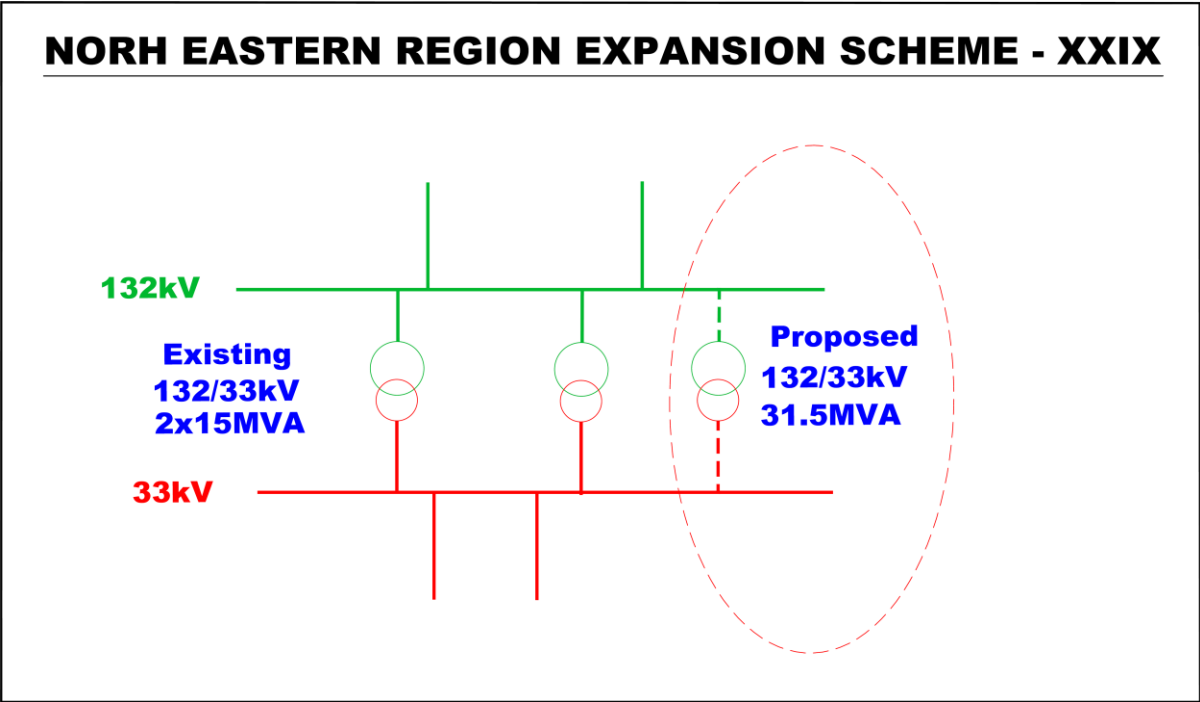 NORH EASTERN REGION EXPANSION SCHEME - XXIX
132kV
Existing
132/33kV
2x15MVA
Proposed
132/33kV
31.5MVA
33kV